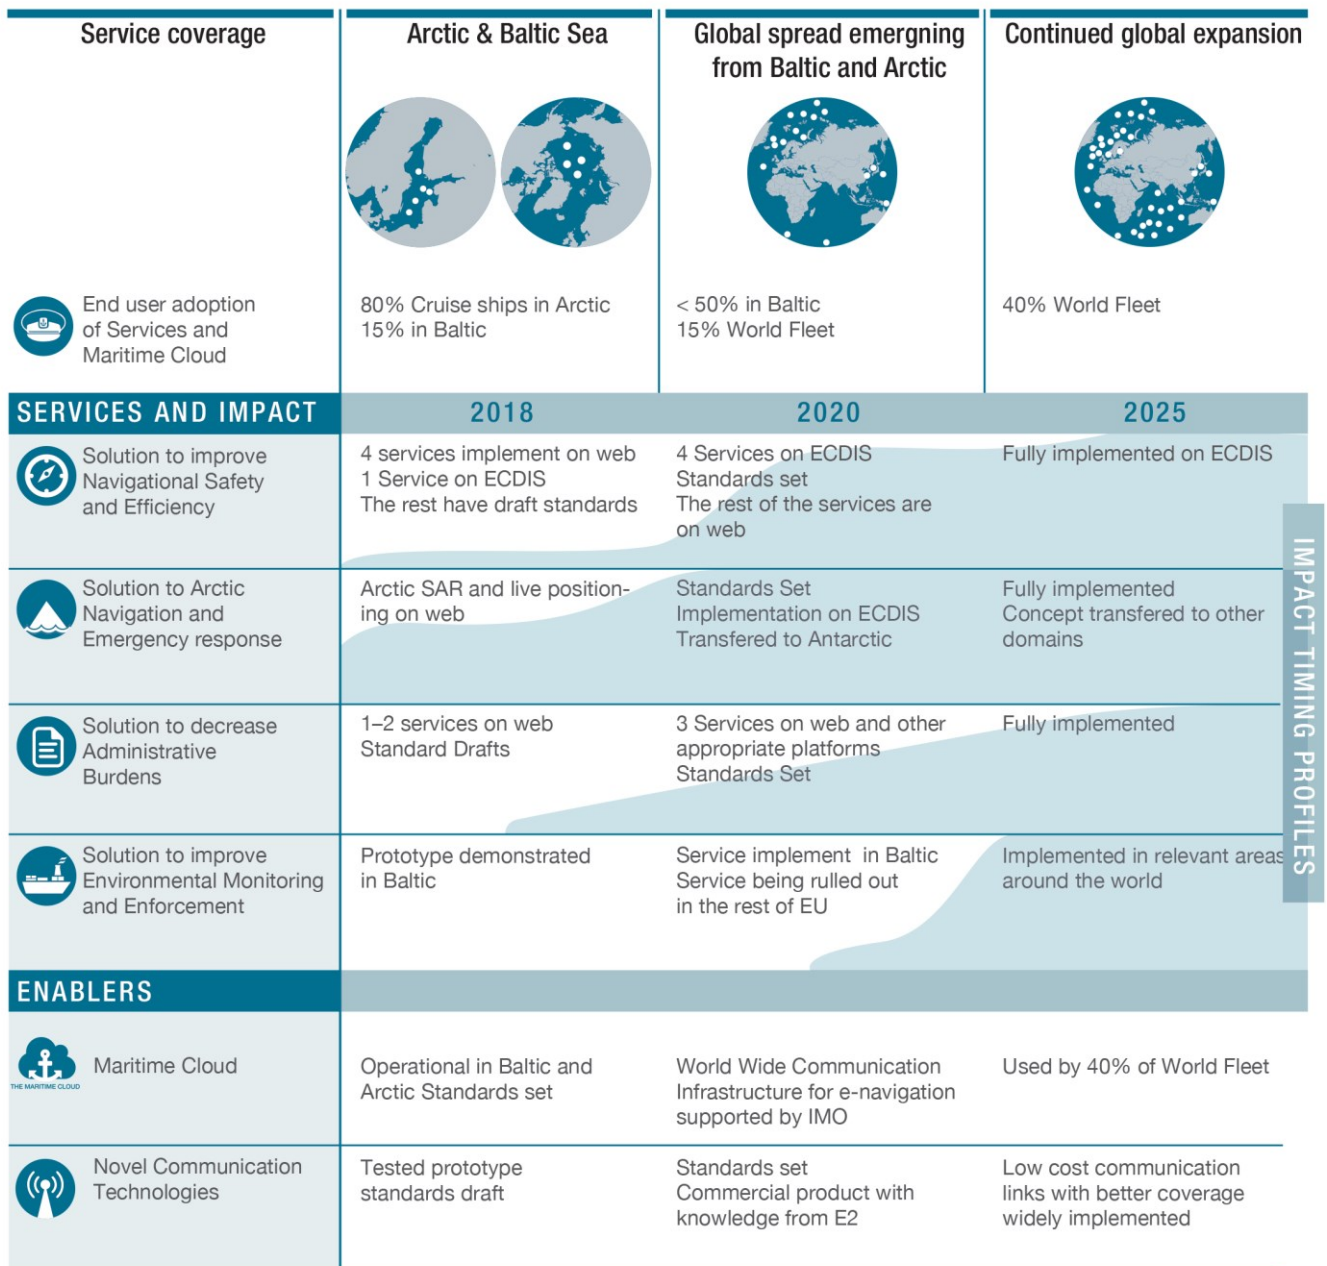 Service coverage
Arctic & Baltic Sea
Global spread emergning
from Baltic and Arctic
Continued global expansion
End user adoption
of Services and
Maritime Cloud
80% Cruise ships in Arctic
15% in Baltic
< 50% in Baltic
15% World Fleet
40% World Fleet
SERVICES AND IMPACT
2018
2020
2025
Solution to improve
Navigational Safety
and Efficiency
4 services implement on web
1 Service on ECDIS
The rest have draft standards
4 Services on ECDIS
Standards set
The rest of the services are
on web
Fully implemented on ECDIS
Solution to Arctic
Navigation and
Emergency response
Arctic SAR and live position-
ing on web
Standards Set
Implementation on ECDIS
Transfered to Antarctic
Fully implemented
Concept transfered to other
domains
Solution to decrease
Administrative
Burdens
1–2 services on web
Standard Drafts
3 Services on web and other
appropriate platforms
Standards Set
Fully implemented
Solution to improve
Environmental Monitoring
and Enforcement
Prototype demonstrated
in Baltic
Service implement in Baltic
Service being rulled out
in the rest of EU
Implemented in relevant areas
around the world
IMPACT TIMING PROFILES
ENABLERS
THE MARITIME CLOUD
Maritime Cloud
Operational in Baltic and
Arctic Standards set
World Wide Communication
Infrastructure for e-navigation
supported by IMO
Used by 40% of World Fleet
Novel Communication
Technologies
Tested prototype
standards draft
Standards set
Commercial product with
knowledge from E2
Low cost communication
links with better coverage
widely implemented